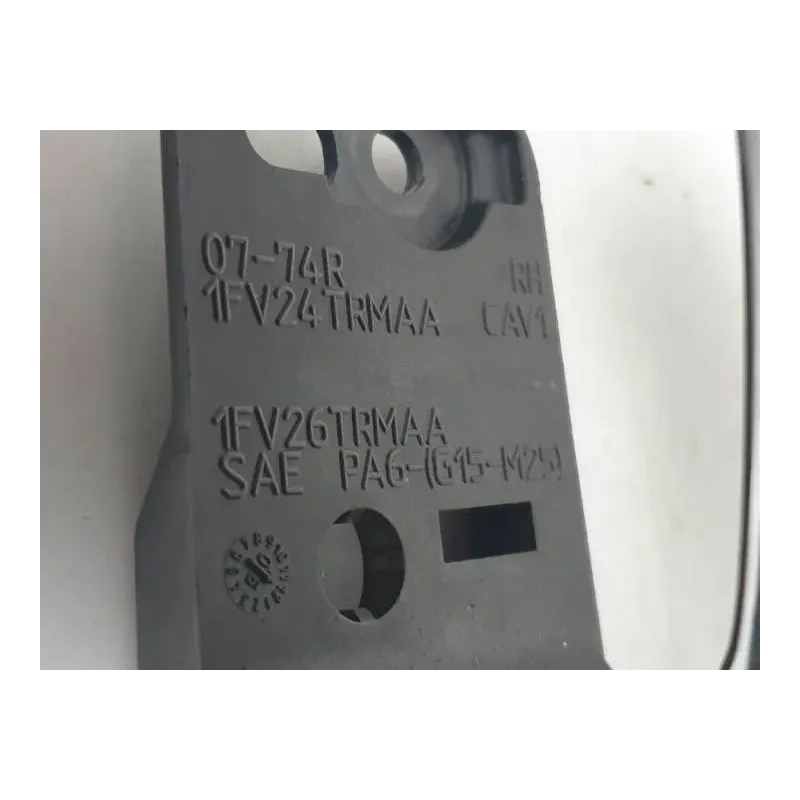 07-74R RH
1FV24TRMAA CAV1
1FV26TRMAA
SAE PA6-(G15-M25)